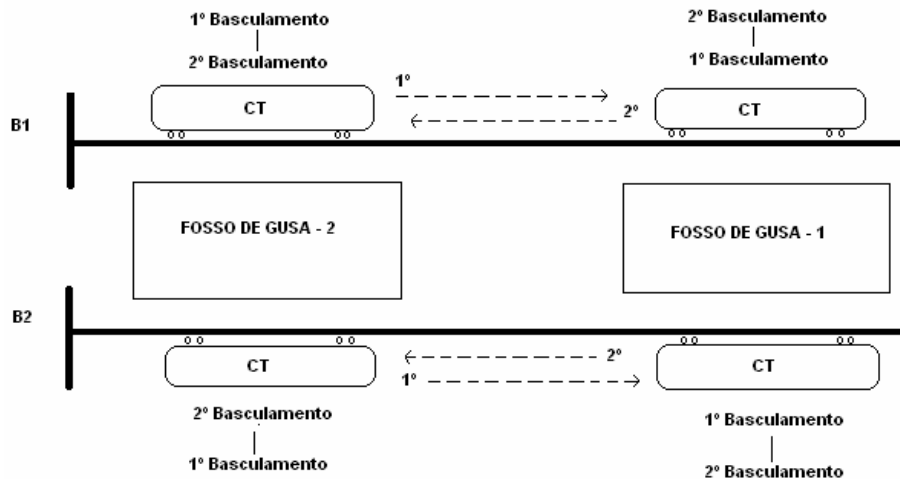 1º Basculamento
2º Basculamento
2º Basculamento
1º Basculamento
1º
2º
CT
CT
B1
FOSSO DE GUSA - 2
FOSSO DE GUSA - 1
B2
2º
1º
CT
CT
2º Basculamento
1º Basculamento
1º Basculamento
2º Basculamento